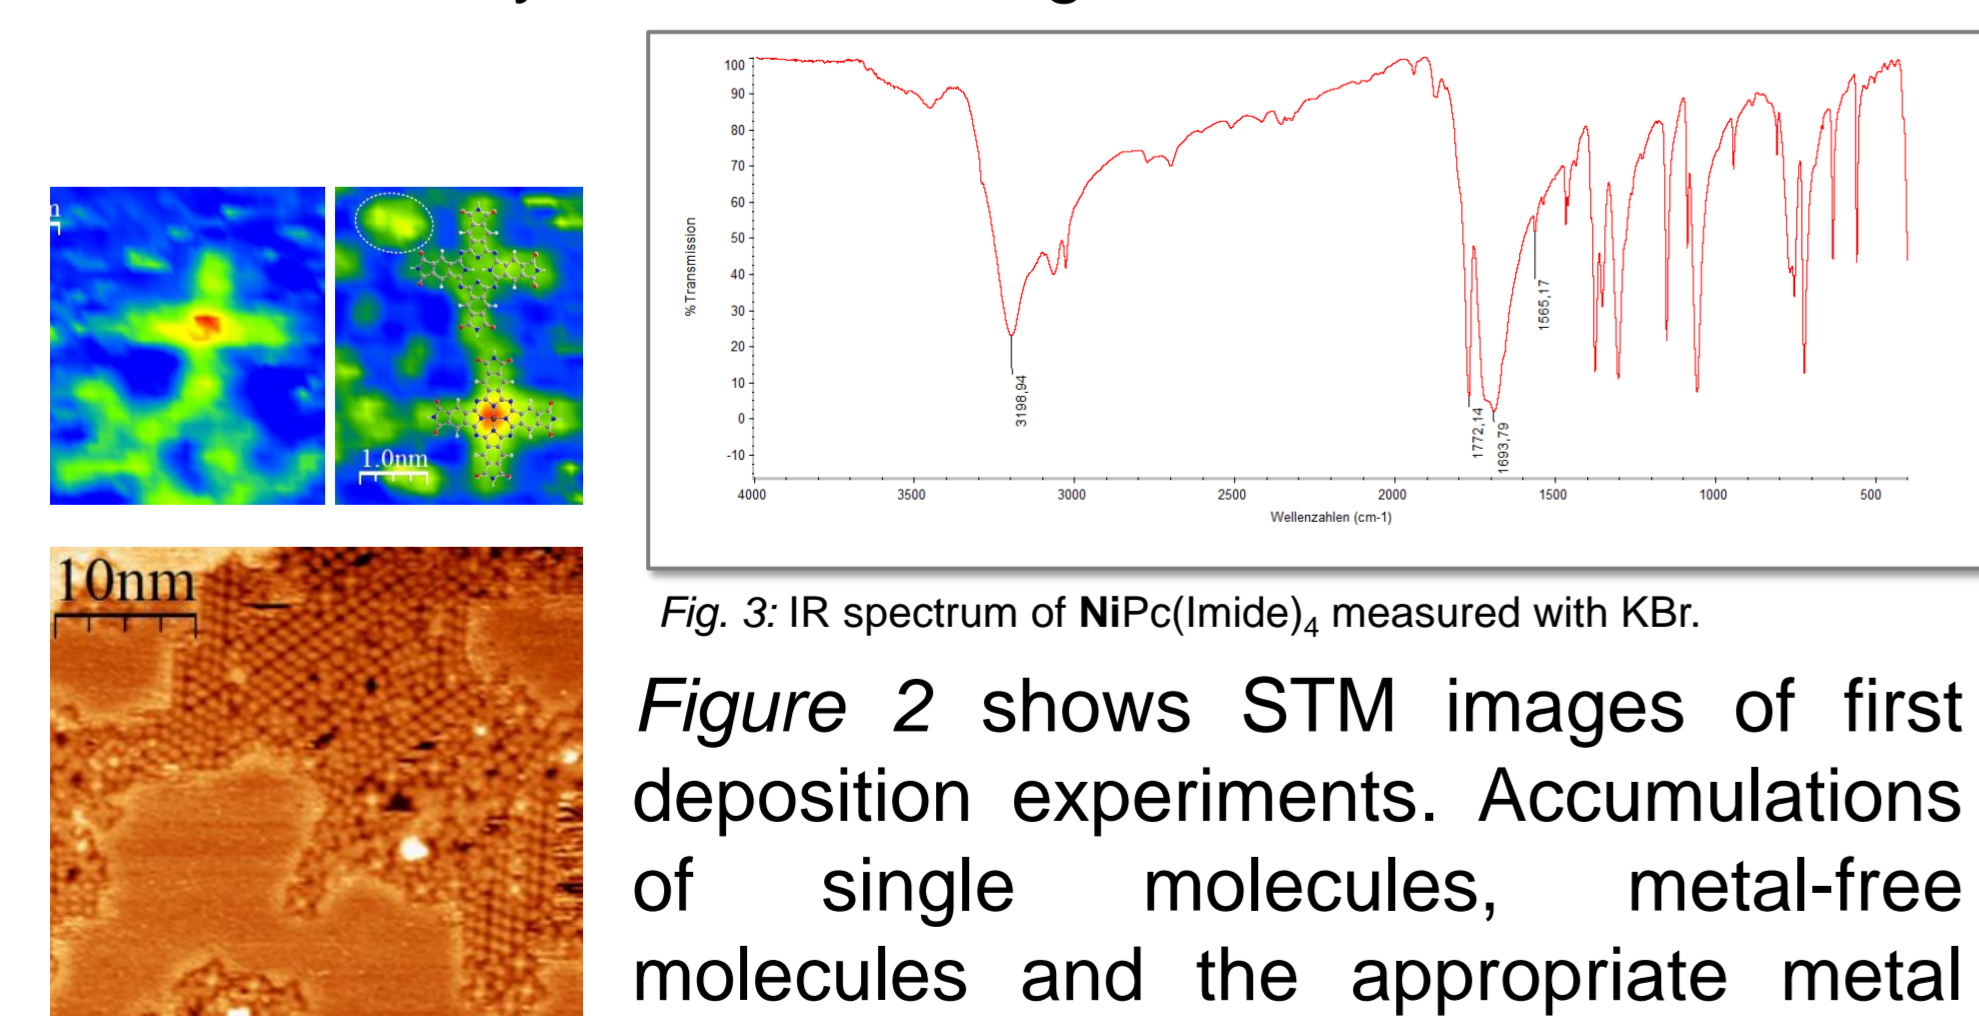 1.0nm
10nm
100
90
80
70
60
50
40
30
20
10
0
-10
% Transmission
3198,94
1772,14
1693,79
1565,17
4000 3500 3000 2500 2000 1500 1000 500
Wellenzahlen (cm-1)
Fig. 3: IR spectrum of NiPc(Imide)4 measured with KBr.
Figure 2 shows STM images of first
deposition experiments. Accumulations
of single molecules, metal-free
molecules and the appropriate metal